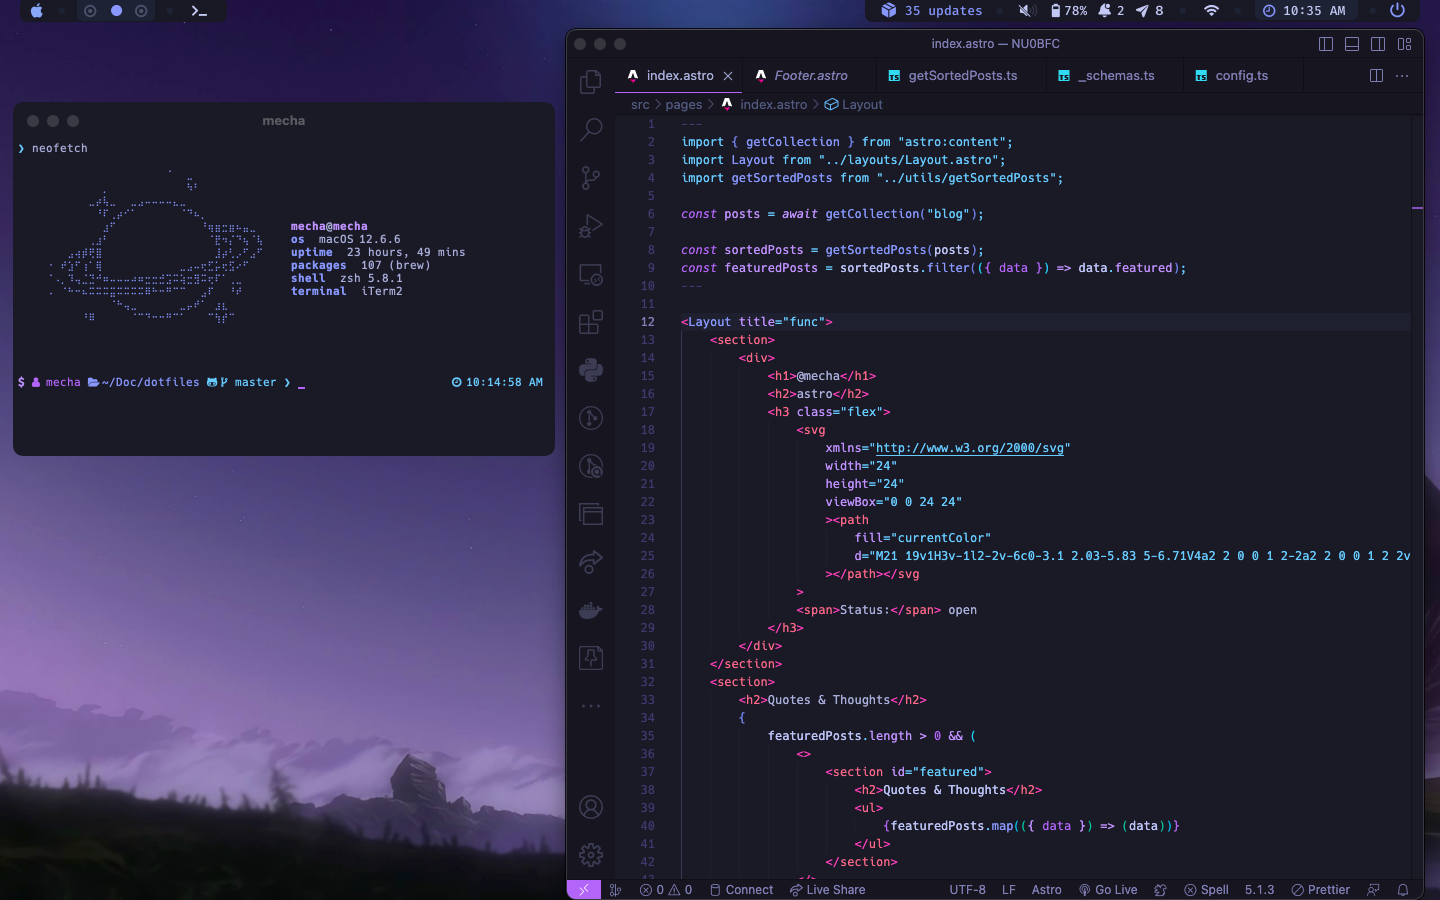 35 updates 78% 2 8 10:35 AM
mecha
❯ neofetch
mecha@mecha
os macOS 12.6.6
uptime 23 hours, 49 mins
packages 107 (brew)
shell zsh 5.8.1
terminal iTerm2
$ mecha ~/Doc/dotfiles master ❯ _ 10:14:58 AM
index.astro — NU0BFC
index.astro Footer.astro getSortedPosts.ts _schemas.ts config.ts
src > pages > index.astro > Layout
1 ---
2 import { getCollection } from "astro:content";
3 import Layout from "../layouts/Layout.astro";
4 import getSortedPosts from "../utils/getSortedPosts";
5
6 const posts = await getCollection("blog");
7
8 const sortedPosts = getSortedPosts(posts);
9 const featuredPosts = sortedPosts.filter(({ data }) => data.featured);
10 ---
11
12 <Layout title="func">
13 <section>
14 <div>
15 <h1>@mecha</h1>
16 <h2>astro</h2>
17 <h3 class="flex">
18 <svg
19 xmlns="http://www.w3.org/2000/svg"
20 width="24"
21 height="24"
22 viewBox="0 0 24 24"
23 ><path
24 fill="currentColor"
25 d="M21 19v1H3v-1l2-2v-6c0-3.1 2.03-5.83 5-6.71V4a2 2 0 0 1 2-2a2 2 0 0 1 2 2v
26 ></path></svg
27 >
28 <span>Status:</span> open
29 </h3>
30 </div>
31 </section>
32 <section>
33 <h2>Quotes & Thoughts</h2>
34 {
35 featuredPosts.length > 0 && (
36 <>
37 <section id="featured">
38 <h2>Quotes & Thoughts</h2>
39 <ul>
40 {featuredPosts.map(({ data }) => (data))}
41 </ul>
42 </section>
0 0 Connect Live Share UTF-8 LF Astro Go Live Spell 5.1.3 Prettier